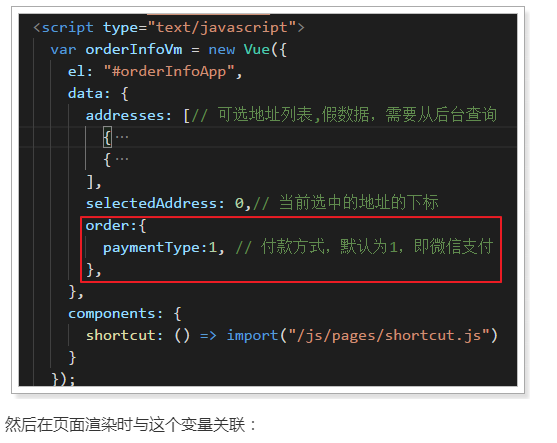 <script type="text/javascript">
var orderInfoVm = new Vue({
el: "#orderInfoApp",
data: {
addresses: [// 可选地址列表,假数据，需要从后台查询
{…
{…
],
selectedAddress: 0,// 当前选中的地址的下标
order:{
paymentType:1, // 付款方式，默认为1，即微信支付
},
},
components: {
shortcut: () => import("/js/pages/shortcut.js")
}
});
然后在页面渲染时与这个变量关联：